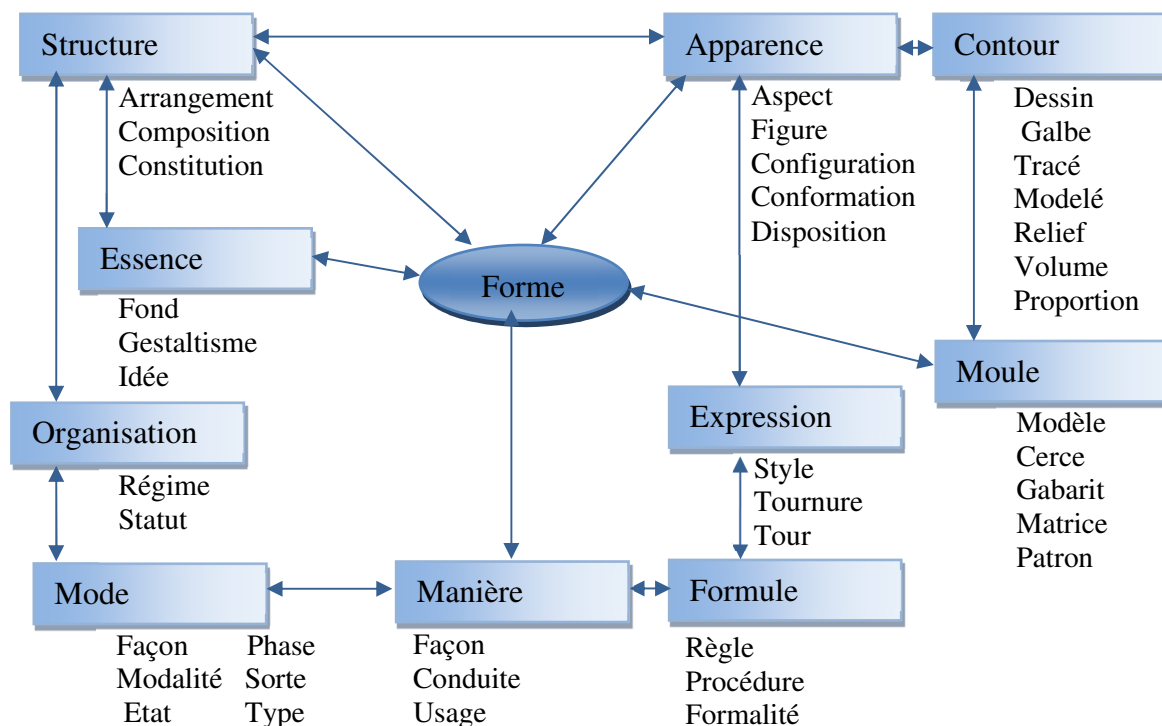 Structure
Arrangement
Composition
Constitution
Apparence
Aspect
Figure
Configuration
Conformation
Disposition
Contour
Dessin
Galbe
Tracé
Modelé
Relief
Volume
Proportion
Essence
Fond
Gestaltisme
Idée
Forme
Moule
Modèle
Cerce
Gabarit
Matrice
Patron
Organisation
Régime
Statut
Expression
Style
Tournure
Tour
Mode
Façon Phase
Modalité Sorte
Etat Type
Manière
Façon
Conduite
Usage
Formule
Règle
Procédure
Formalité